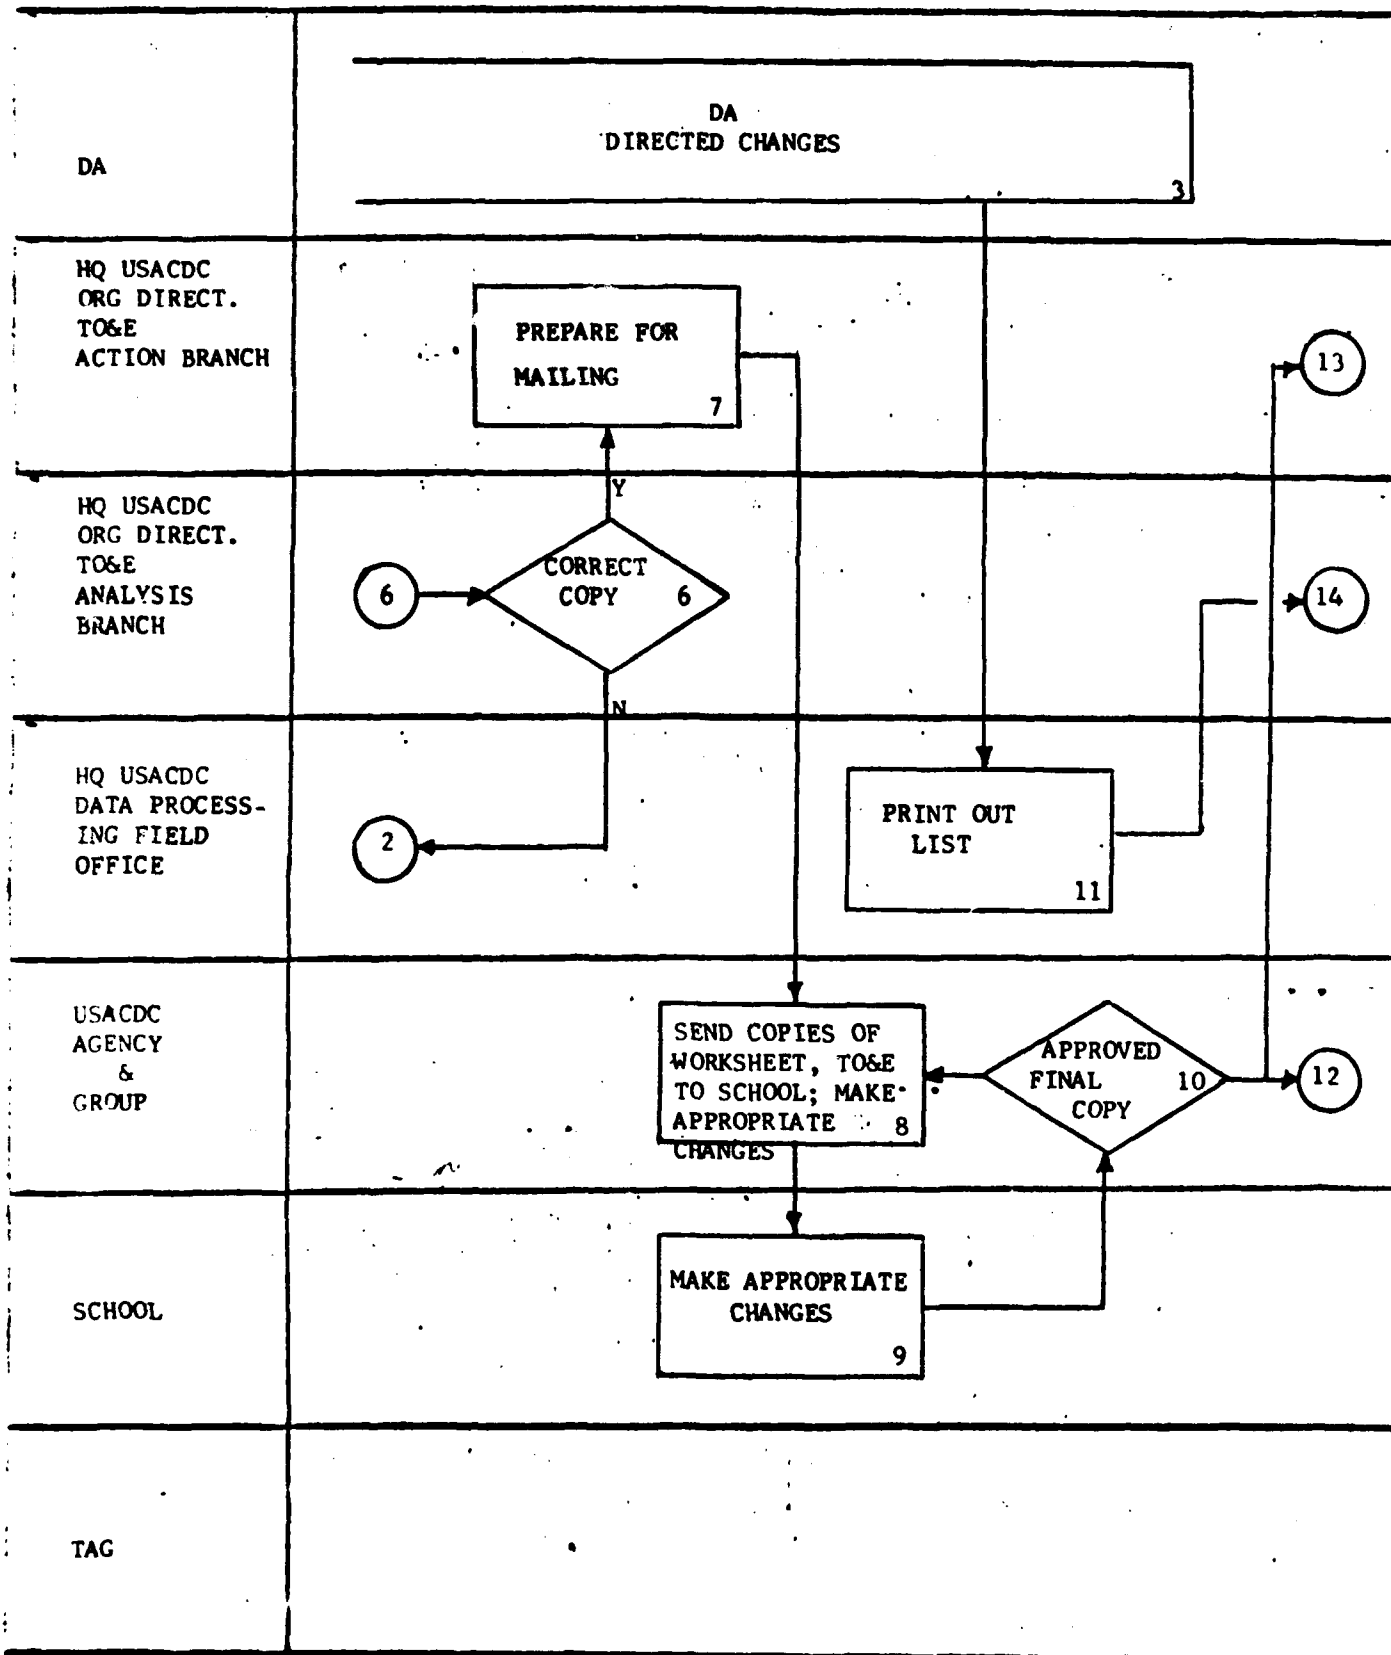 DA
DA
DIRECTED CHANGES
3
HQ USACDC
ORG DIRECT.
TO&E
ACTION BRANCH
PREPARE FOR
MAILING
7
13
HQ USACDC
ORG DIRECT.
TO&E
ANALYSIS
BRANCH
Y
6
CORRECT
COPY 6
14
N
HQ USACDC
DATA PROCESS-
ING FIELD
OFFICE
2
PRINT OUT
LIST
11
USACDC
AGENCY
&
GROUP
SEND COPIES OF
WORKSHEET, TO&E
TO SCHOOL; MAKE
APPROPRIATE 8
CHANGES
APPROVED
FINAL 10
COPY
12
SCHOOL
MAKE APPROPRIATE
CHANGES
9
TAG